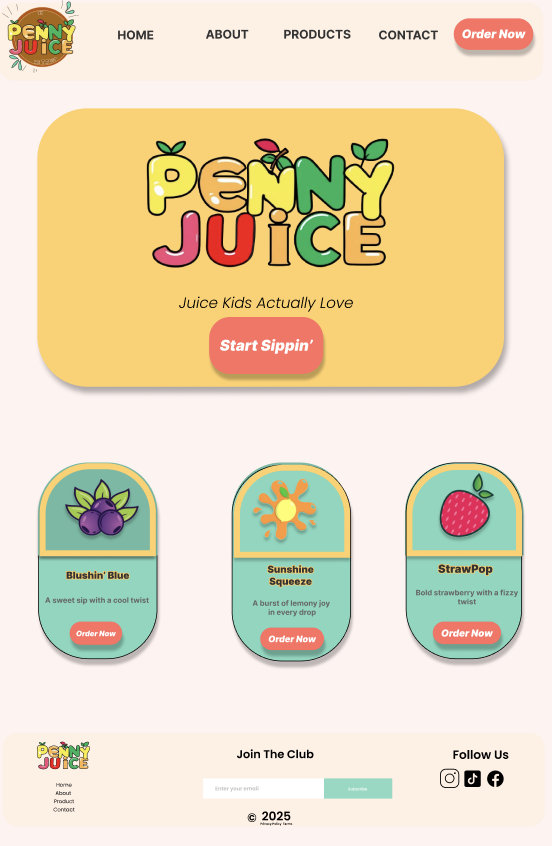 PENNY
JUICE
HOME
ABOUT
PRODUCTS
CONTACT
Order Now
PENNY
JUiCE
Juice Kids Actually Love
Start Sippin’
Blushin’ Blue
A sweet sip with a cool twist
Order Now
Sunshine
Squeeze
A burst of lemony joy
in every drop
Order Now
StrawPop
Bold strawberry with a fizzy
twist
Order Now
PENNY
JUiCE
Home
About
Product
Contact
Join The Club
Enter your email
Subscribe
© 2025
Privacy Policy Terms
Follow Us